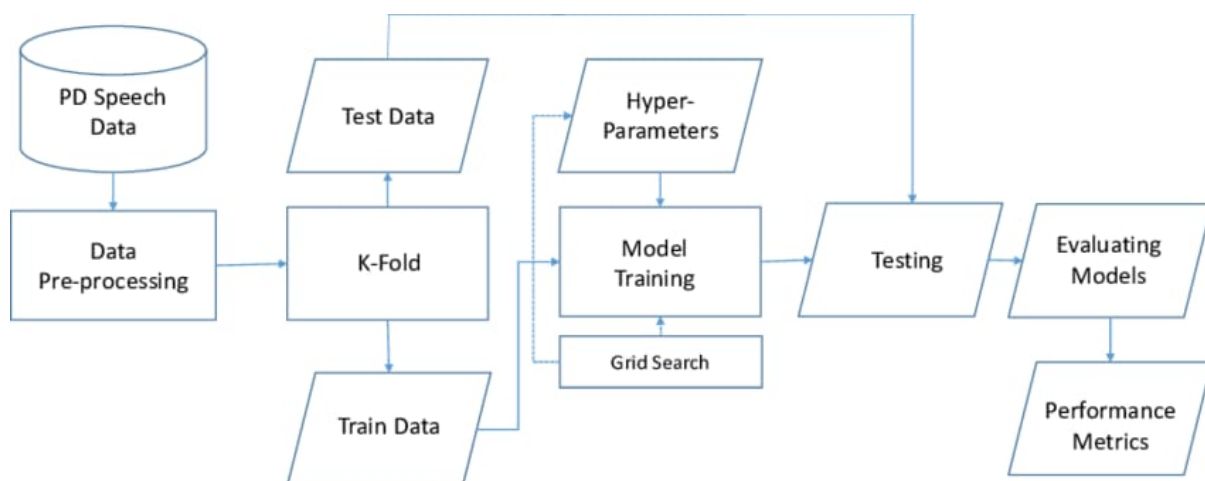 PD Speech
Data
Test Data
Hyper-
Parameters
Data
Pre-processing
K-Fold
Model
Training
Testing
Evaluating
Models
Grid Search
Train Data
Performance
Metrics